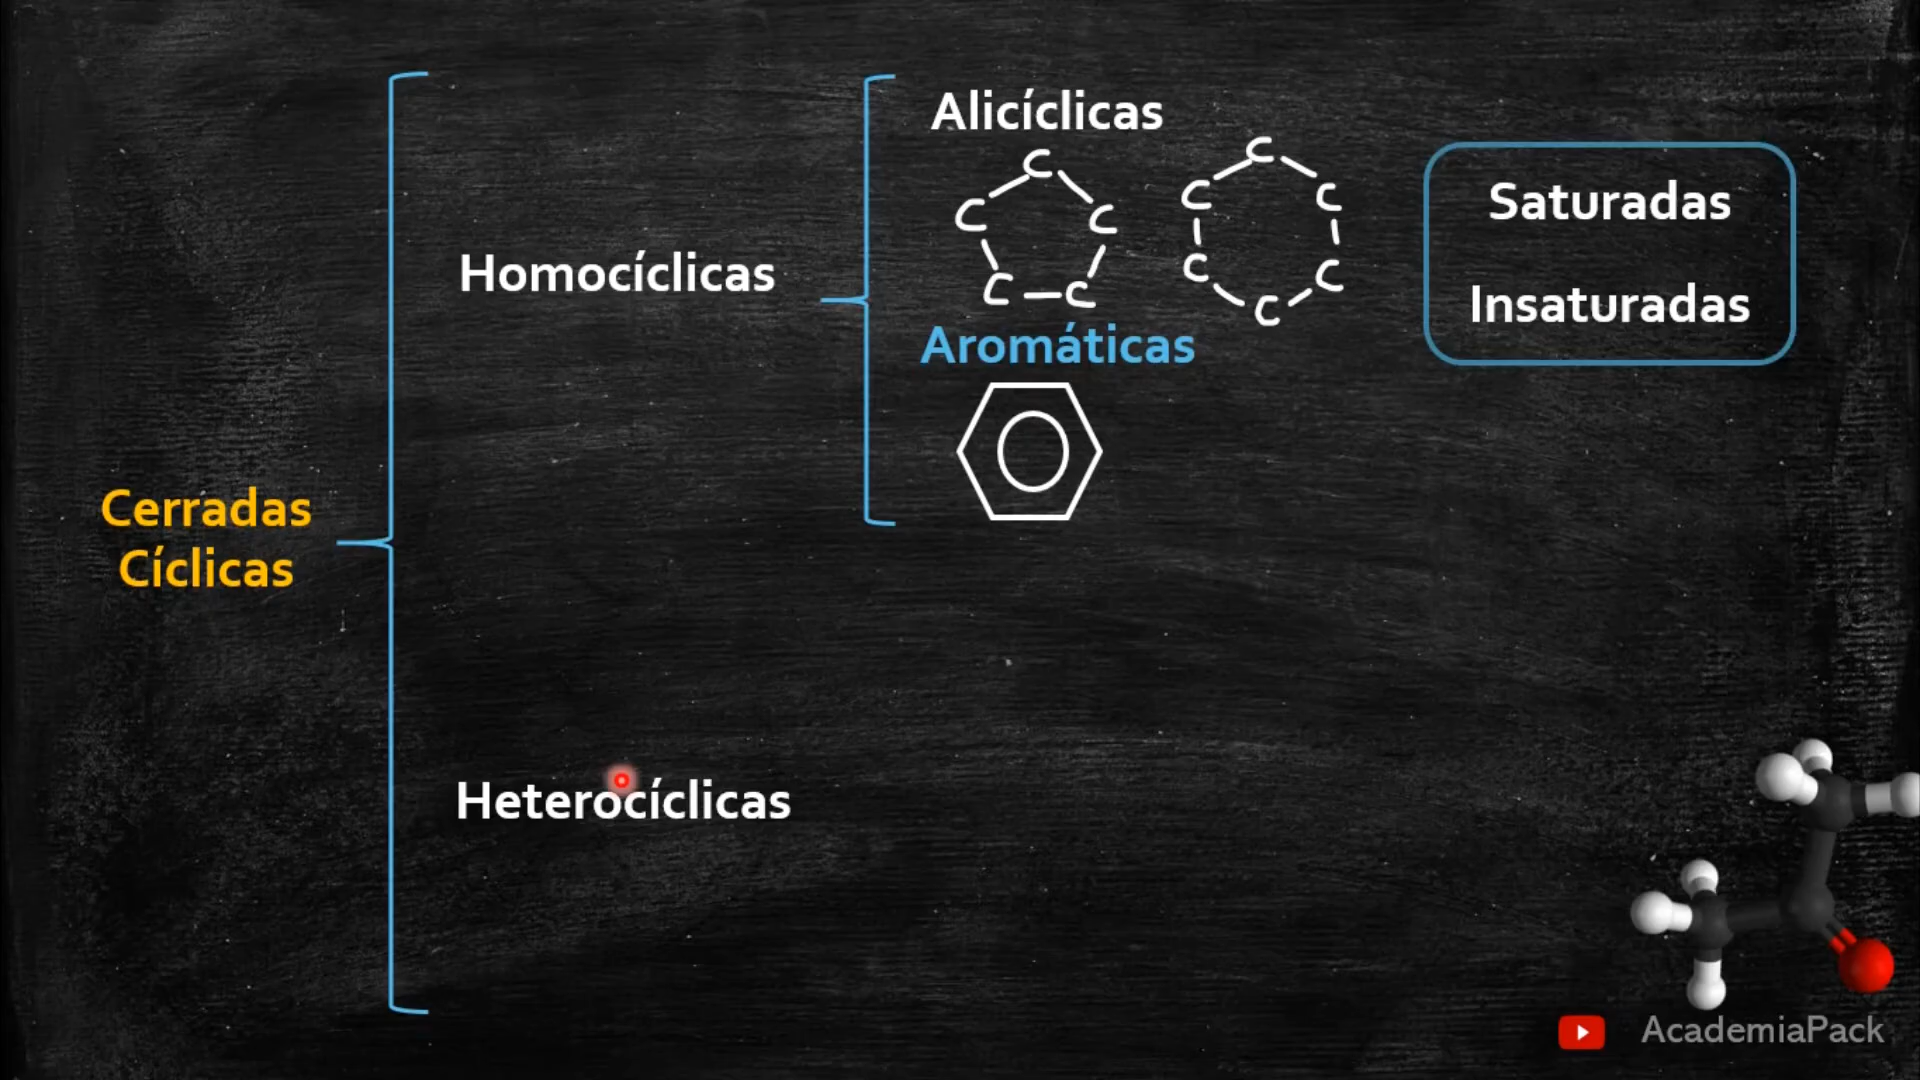 Alicíclicas
C
C
C
C
C
C
C
C
C
C
C
Saturadas
Insaturadas
Homocíclicas
Aromáticas
Cerradas
Cíclicas
Heterocíclicas
AcademiaPack